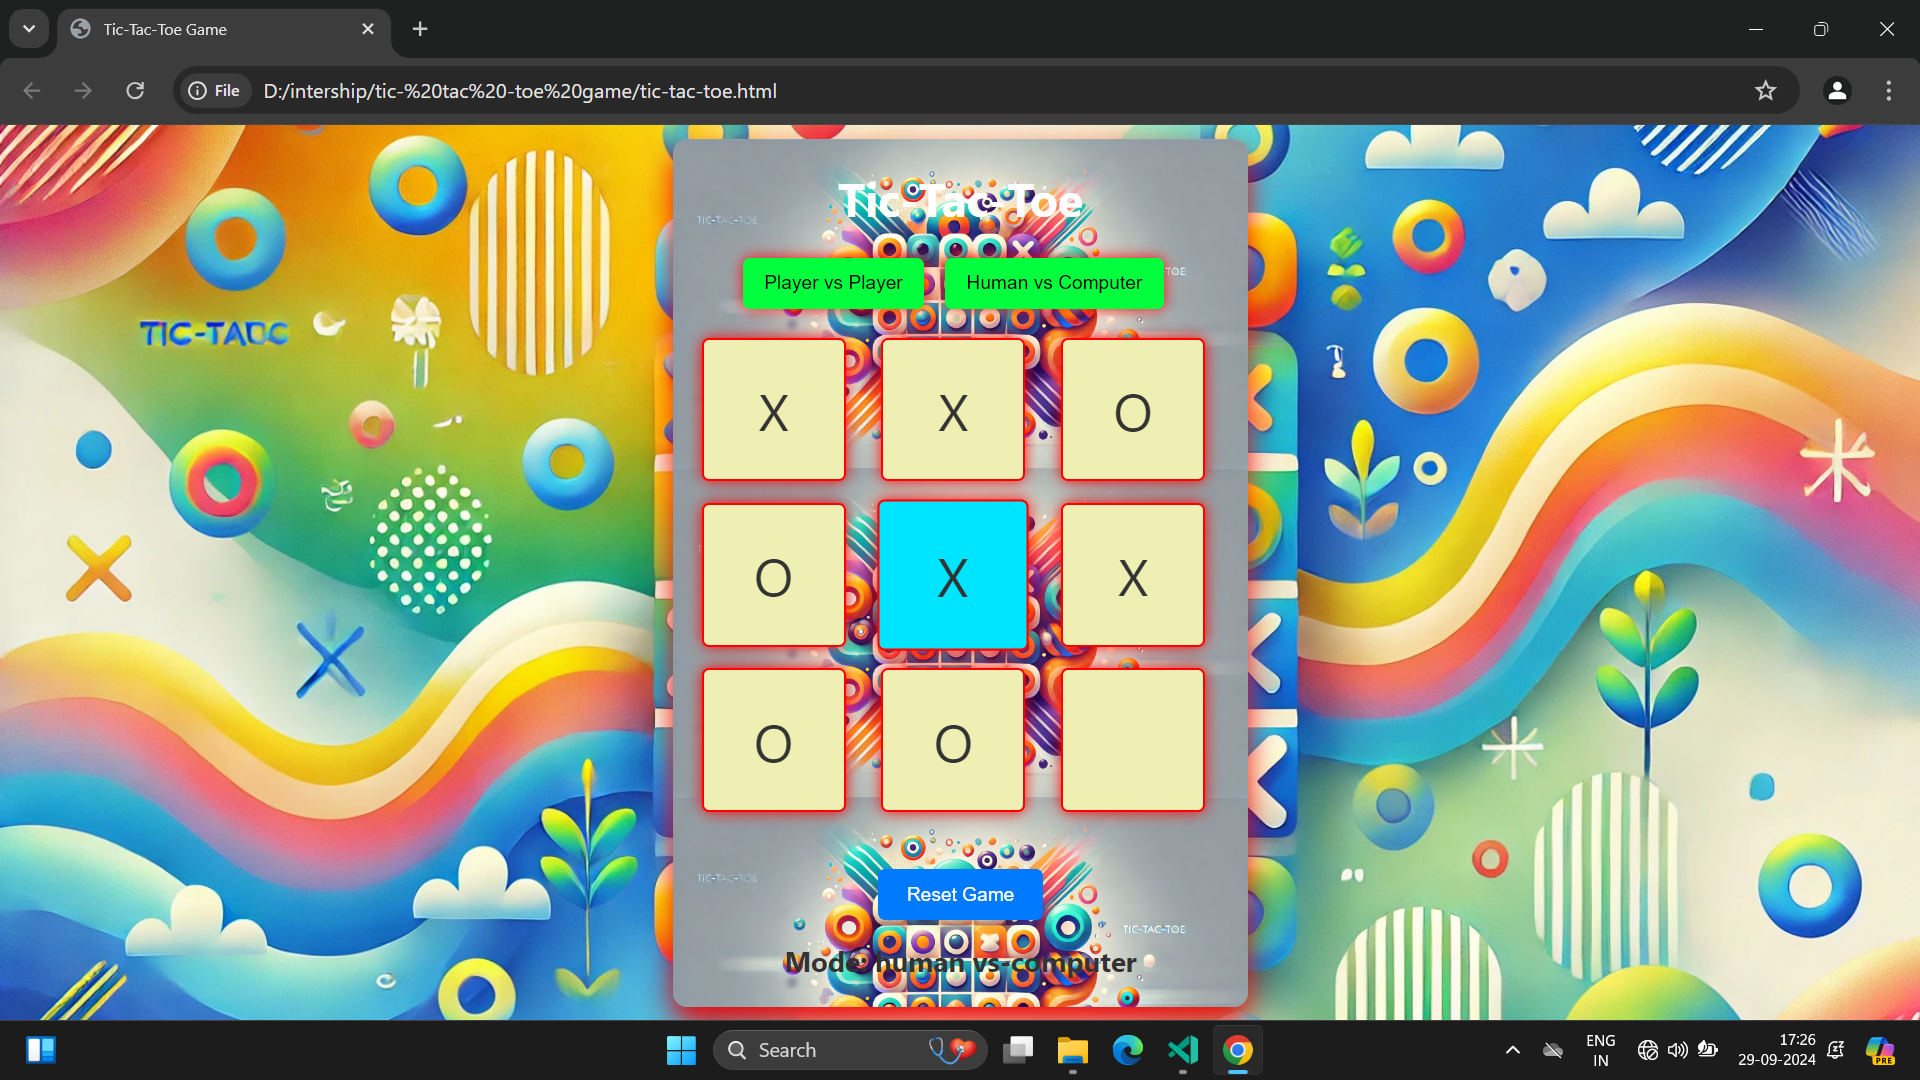 Tic-Tac-Toe Game
File
D:/intership/tic-%20tac%20-toe%20game/tic-tac-toe.html
Tic-Tac-Toe
TIC-TAC-TOE
Player vs Player
Human vs Computer
TOE
TIC-TADC
X
X
O
O
X
X
O
O
TIC-TAC-TOE
Reset Game
TIC-TAC-TOE
Mode: human vs-computer
Search
ENG
IN
17:26
29-09-2024
PRE